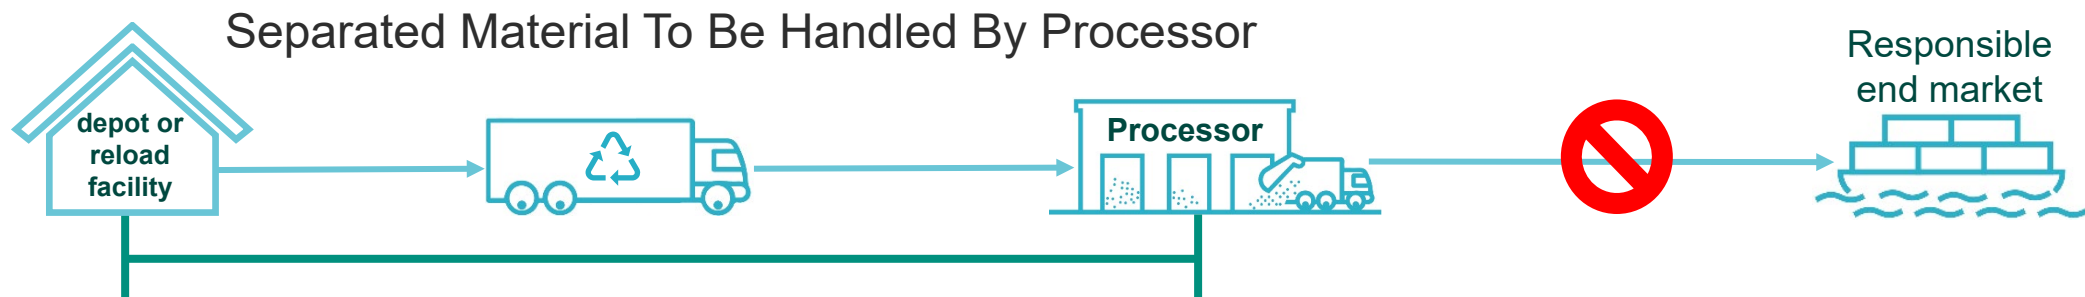 Separated Material To Be Handled By Processor
depot or
reload
facility
Processor
Responsible
end market